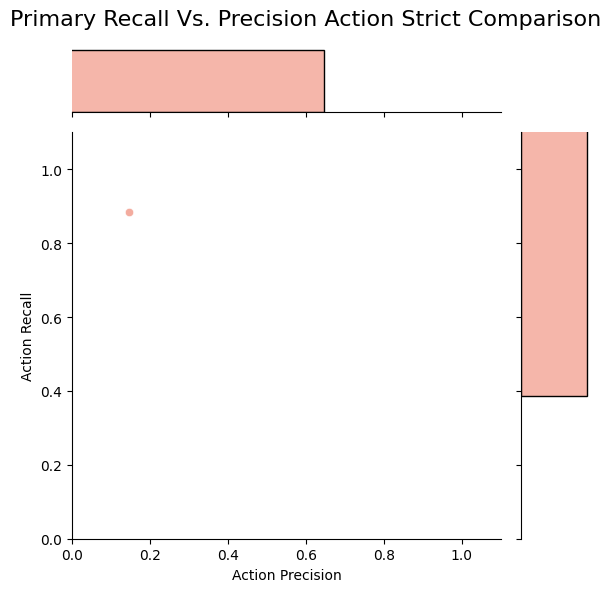 Primary Recall Vs. Precision Action Strict Comparison
1.0
0.8
0.6
0.4
0.2
0.0
Action Recall
0.0 0.2 0.4 0.6 0.8 1.0
Action Precision